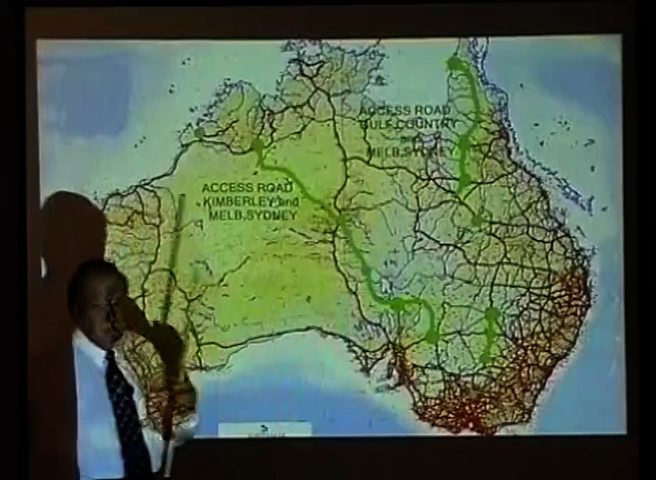 ACCESS ROAD
GULF COUNTRY
MELB,SYDNEY
ACCESS ROAD
KIMBERLEY and
MELB,SYDNEY